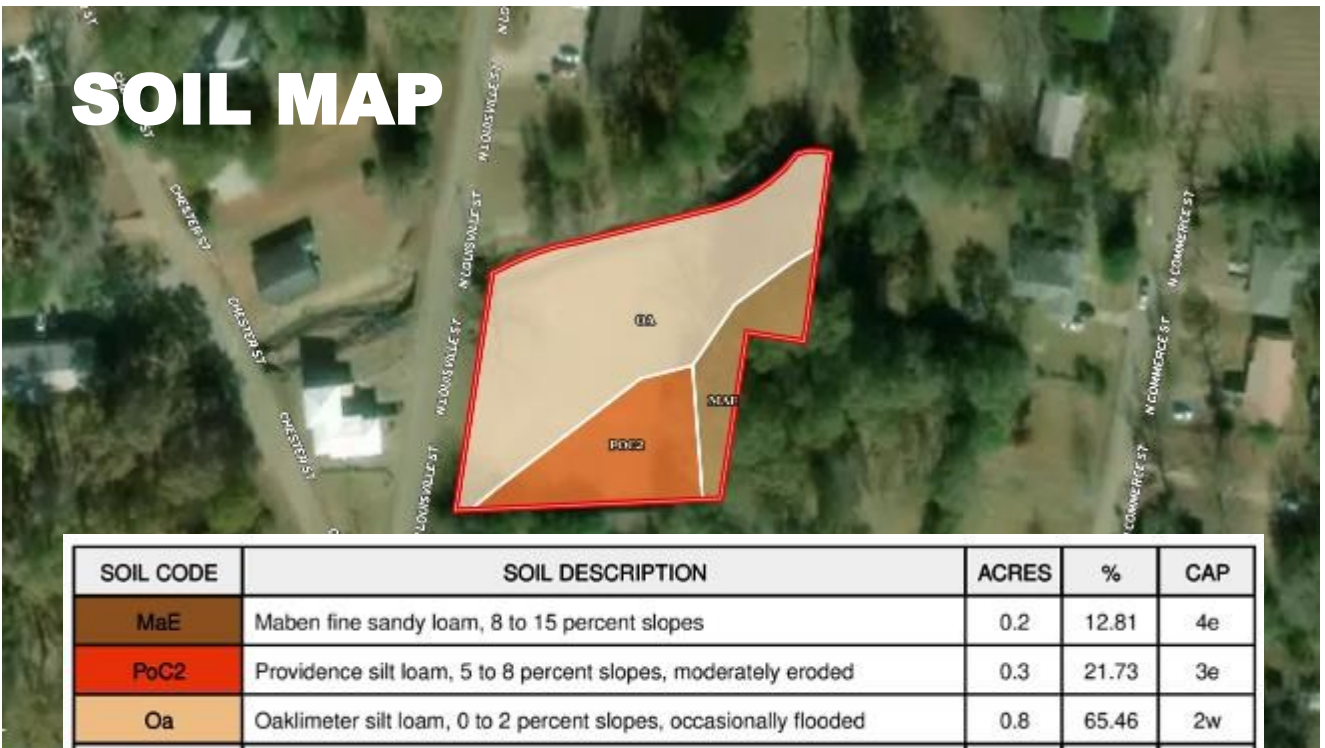 SOIL MAP
CHESTER ST
CHESTER ST
CHESTER ST
N LOUISVILLE ST
N LOUISVILLE ST
N LOUISVILLE ST
N COMMERCE ST
N COMMERCE ST
OA
MAE
POC2
SOIL CODE SOIL DESCRIPTION ACRES % CAP
MaE Maben fine sandy loam, 8 to 15 percent slopes 0.2 12.81 4e
PoC2 Providence silt loam, 5 to 8 percent slopes, moderately eroded 0.3 21.73 3e
Oa Oaklimeter silt loam, 0 to 2 percent slopes, occasionally flooded 0.8 65.46 2w